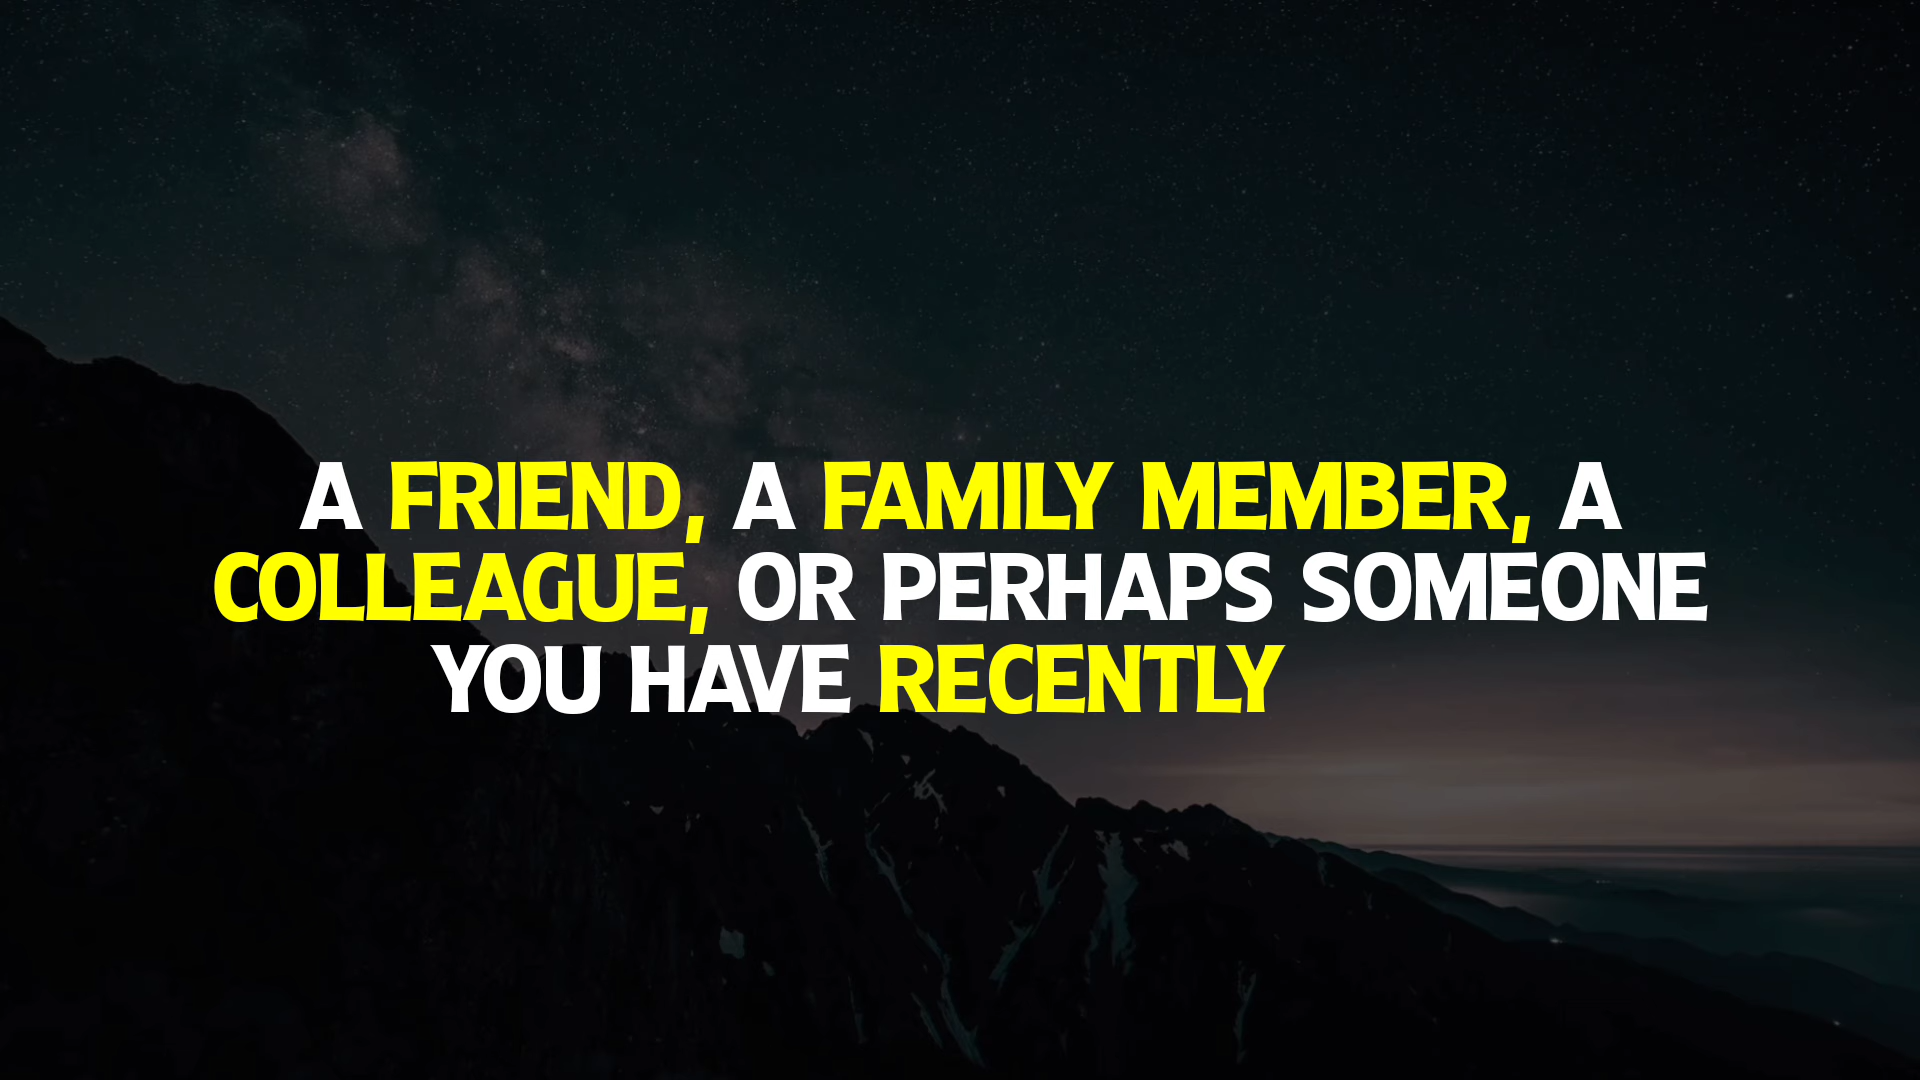 A FRIEND, A FAMILY MEMBER, A
COLLEAGUE, OR PERHAPS SOMEONE
YOU HAVE RECENTLY